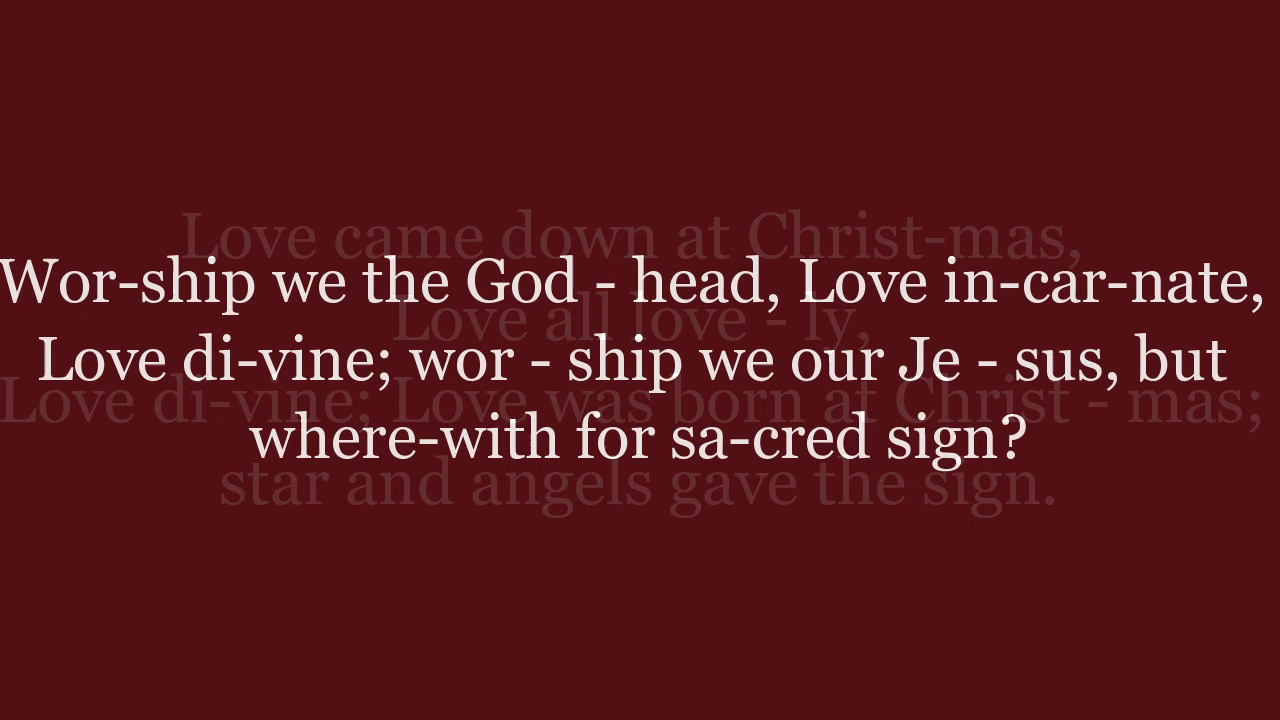 Love came down at Christ-mas,
Wor-ship we the God - head, Love in-car-nate,
Love all love - ly,
Love di-vine; wor - ship we our Je - sus, but
Love di-vine; Love was born at Christ - mas;
where-with for sa-cred sign?
star and angels gave the sign.